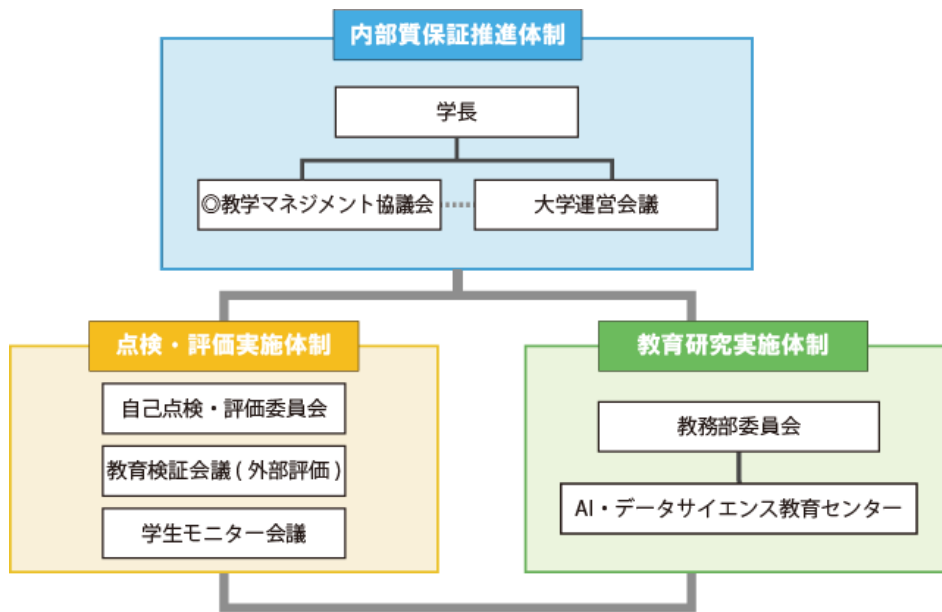 内部質保証推進体制
学長
◎教学マネジメント協議会
大学運営会議
点検・評価実施体制
自己点検・評価委員会
教育検証会議(外部評価)
学生モニター会議
教育研究実施体制
教務部委員会
AI・データサイエンス教育センター